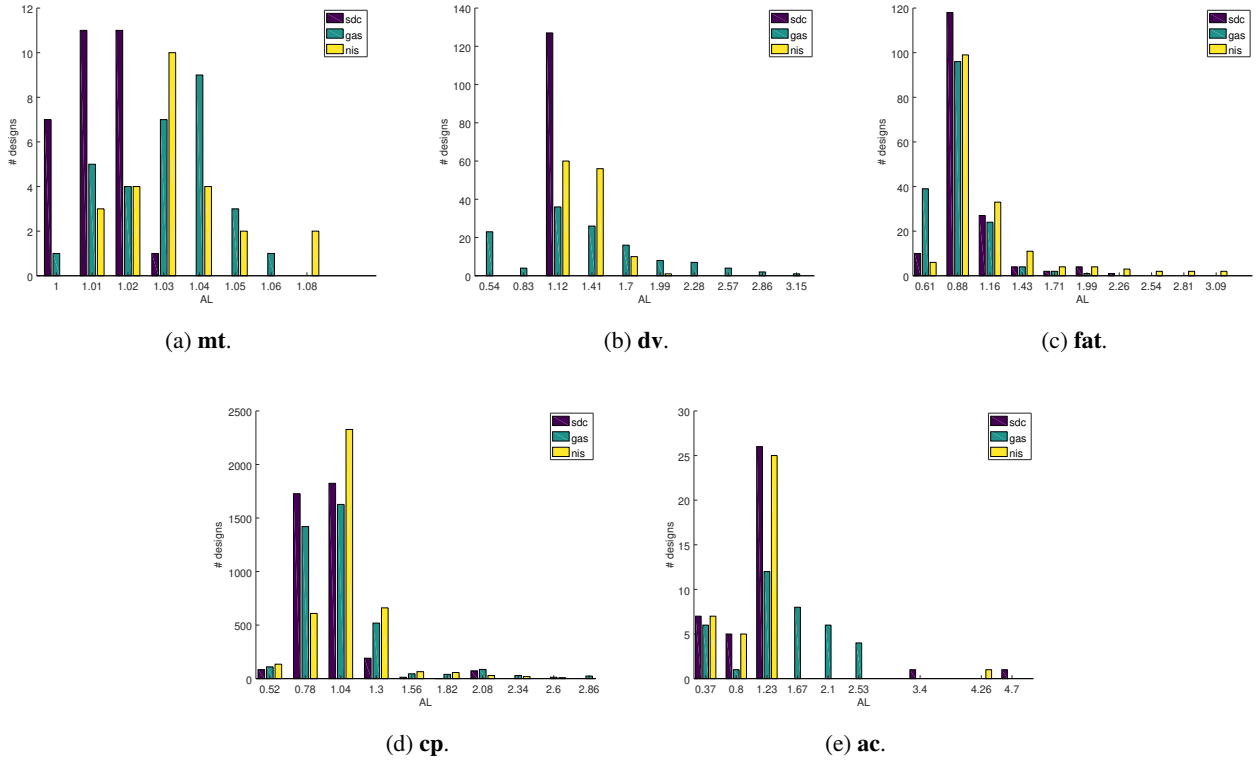 12
10
8
6
4
2
0
# designs
1 1.01 1.02 1.03 1.04 1.05 1.06 1.08
AL
sdc
gas
nis
(a) mt.
140
120
100
80
60
40
20
0
# designs
0.54 0.83 1.12 1.41 1.7 1.99 2.28 2.57 2.86 3.15
AL
sdc
gas
nis
(b) dv.
120
100
80
60
40
20
0
# designs
0.61 0.88 1.16 1.43 1.71 1.99 2.26 2.54 2.81 3.09
AL
sdc
gas
nis
(c) fat.
2500
2000
1500
1000
500
0
# designs
0.52 0.78 1.04 1.3 1.56 1.82 2.08 2.34 2.6 2.86
AL
sdc
gas
nis
(d) cp.
30
25
20
15
10
5
0
# designs
0.37 0.8 1.23 1.67 2.1 2.53 3.4 4.26 4.7
AL
sdc
gas
nis
(e) ac.